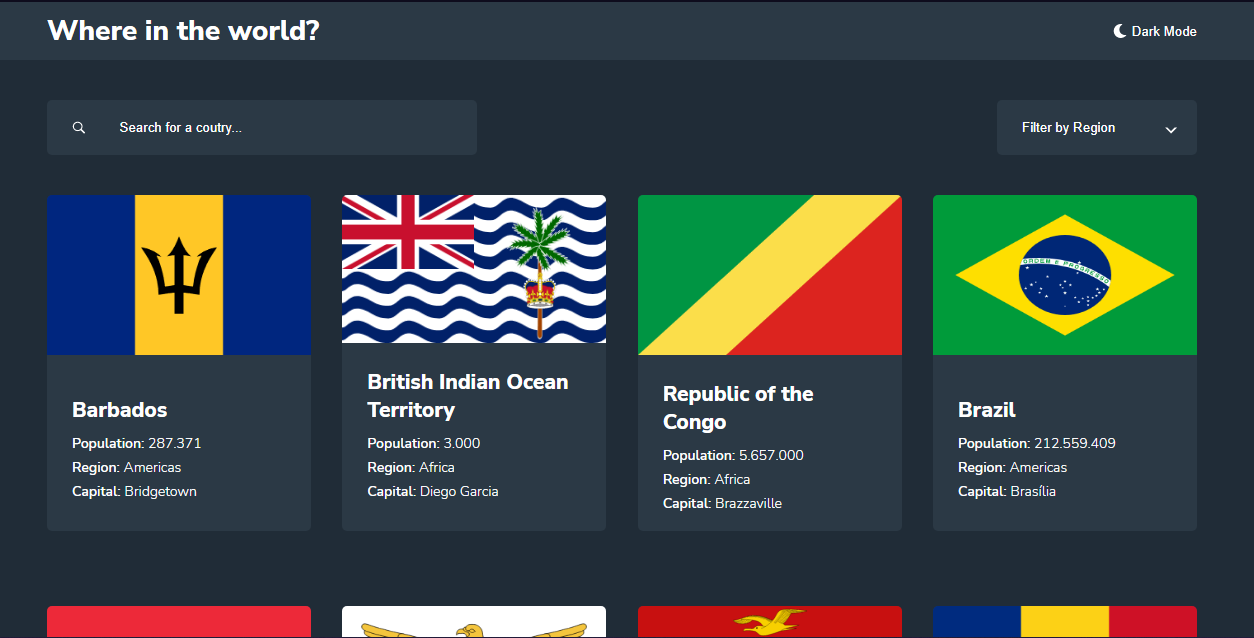 Where in the world?
Dark Mode
Search for a coutry...
Filter by Region
ORDEM E PROGRESSO
Barbados
Population: 287.371
Region: Americas
Capital: Bridgetown
British Indian Ocean
Territory
Population: 3.000
Region: Africa
Capital: Diego Garcia
Republic of the
Congo
Population: 5.657.000
Region: Africa
Capital: Brazzaville
Brazil
Population: 212.559.409
Region: Americas
Capital: Brasília